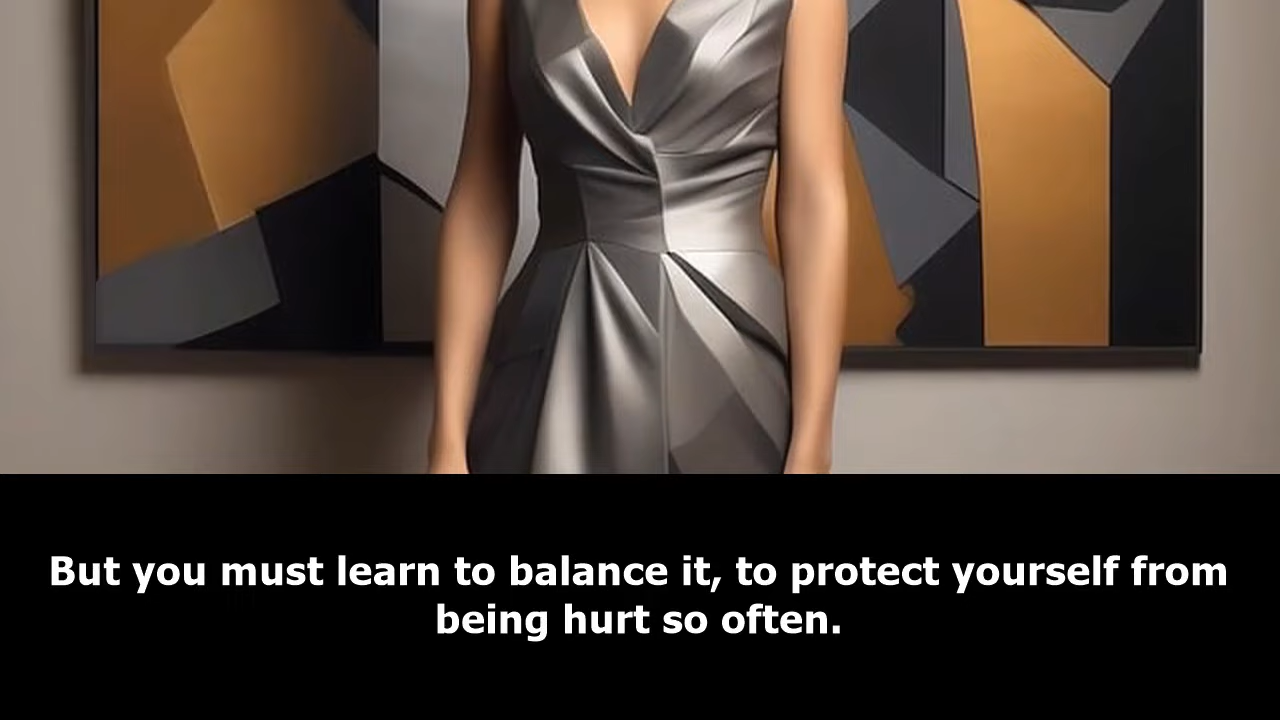 But you must learn to balance it, to protect yourself from
being hurt so often.